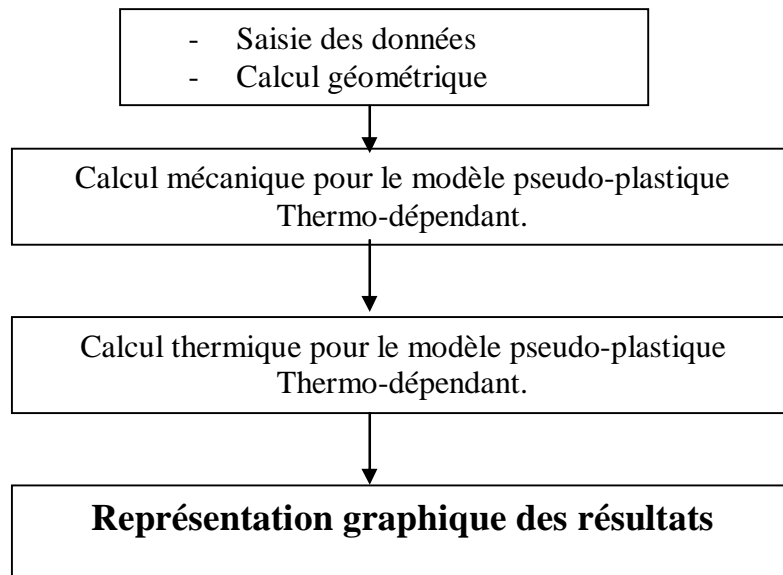 - Saisie des données
- Calcul géométrique
Calcul mécanique pour le modèle pseudo-plastique
Thermo-dépendant.
Calcul thermique pour le modèle pseudo-plastique
Thermo-dépendant.
Représentation graphique des résultats